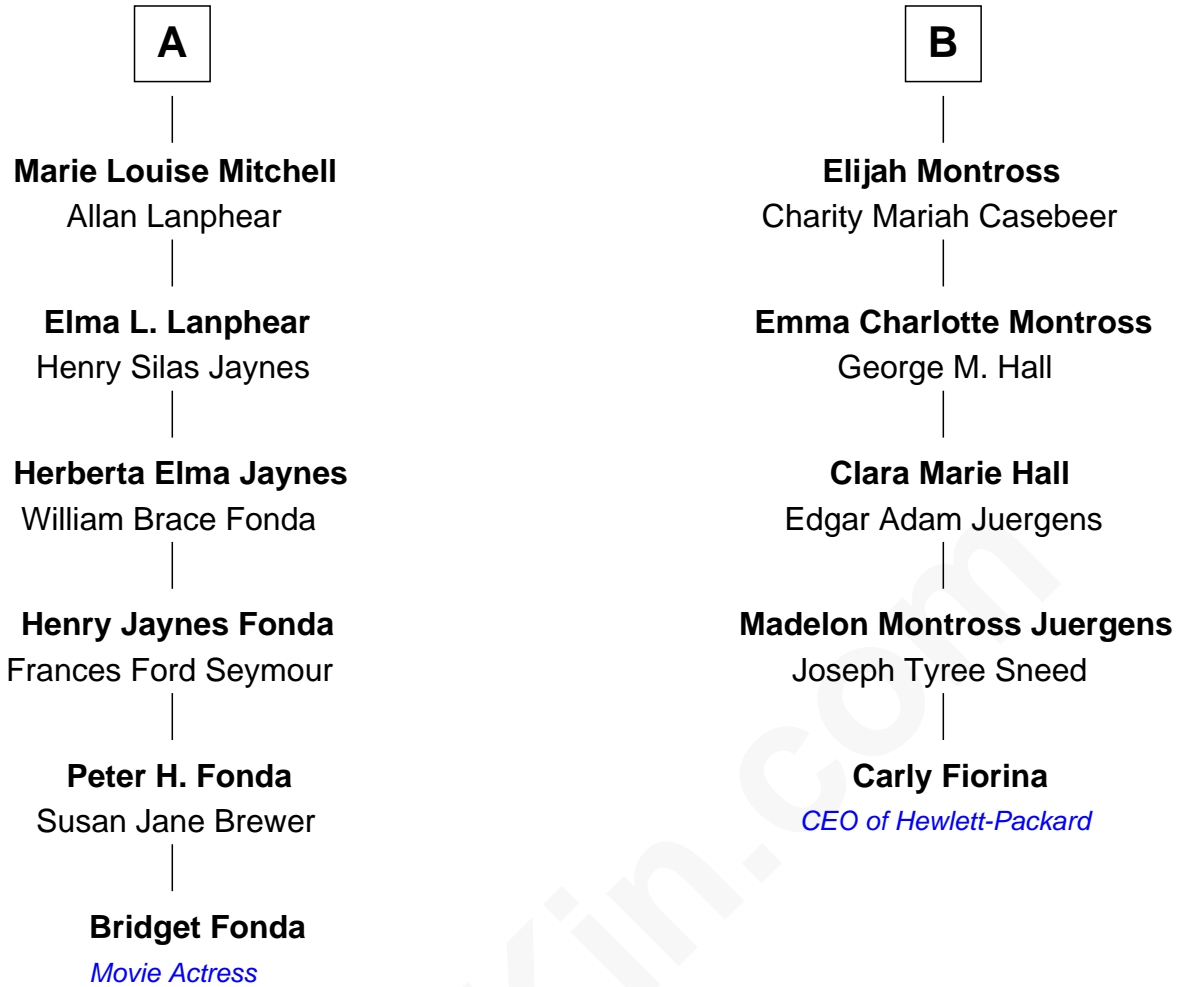 A
Marie Louise Mitchell
Allan Lanphear
Elma L. Lanphear
Henry Silas Jaynes
Herberta Elma Jaynes
William Brace Fonda
Henry Jaynes Fonda
Frances Ford Seymour
Peter H. Fonda
Susan Jane Brewer
Bridget Fonda
Movie Actress
B
Elijah Montross
Charity Mariah Casebeer
Emma Charlotte Montross
George M. Hall
Clara Marie Hall
Edgar Adam Juergens
Madelon Montross Juergens
Joseph Tyree Sneed
Carly Fiorina
CEO of Hewlett-Packard